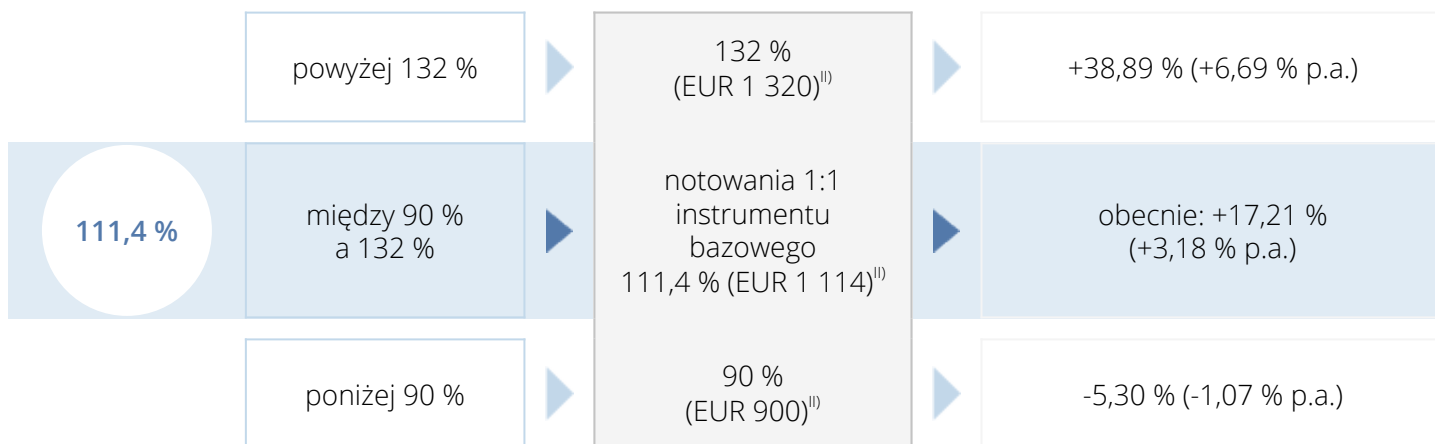 powyżej 132 %
132 %
(EUR 1 320)II)
+38,89 % (+6,69 % p.a.)
111,4 %
między 90 %
a 132 %
notowania 1:1
instrumentu
bazowego
111,4 % (EUR 1 114)II)
obecnie: +17,21 %
(+3,18 % p.a.)
poniżej 90 %
90 %
(EUR 900)II)
-5,30 % (-1,07 % p.a.)